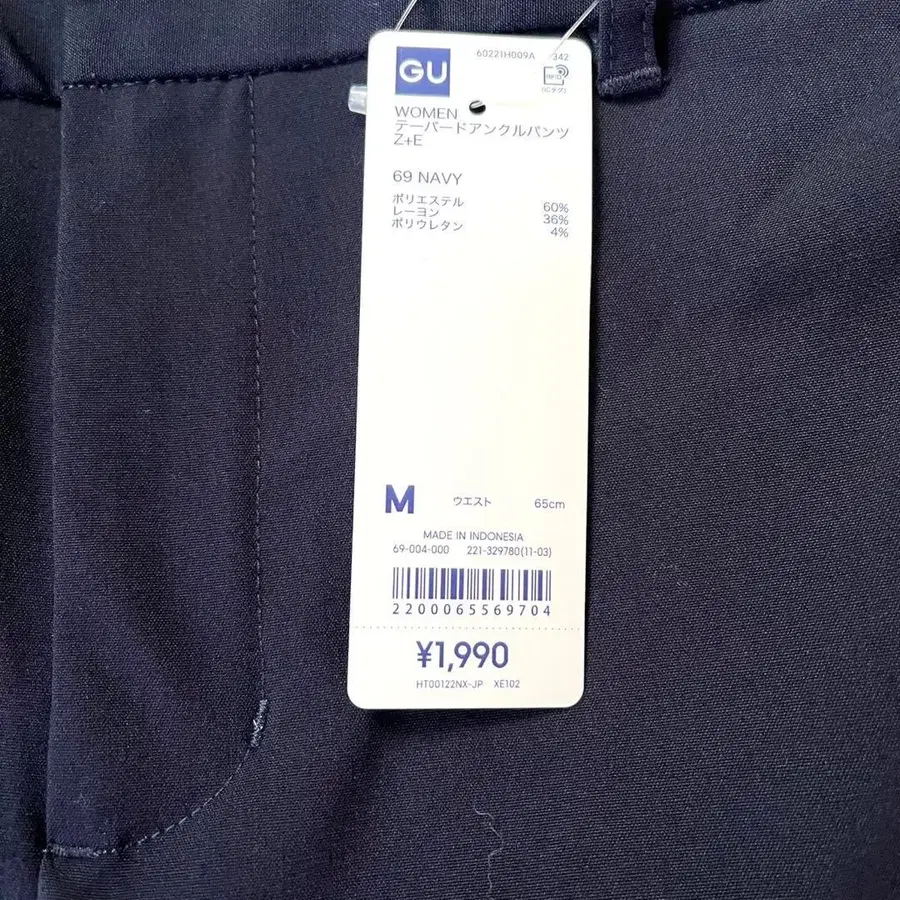 GU
60221H009A 342
RFID
(ICタグ)
WOMEN
テーパードアンクルパンツ
Z+E
69 NAVY
ポリエステル 60%
レーヨン 36%
ポリウレタン 4%
M ウエスト 65cm
MADE IN INDONESIA
69-004-000 221-329780(11-03)
2200065569704
¥1,990
HT00122NX-JP XE102